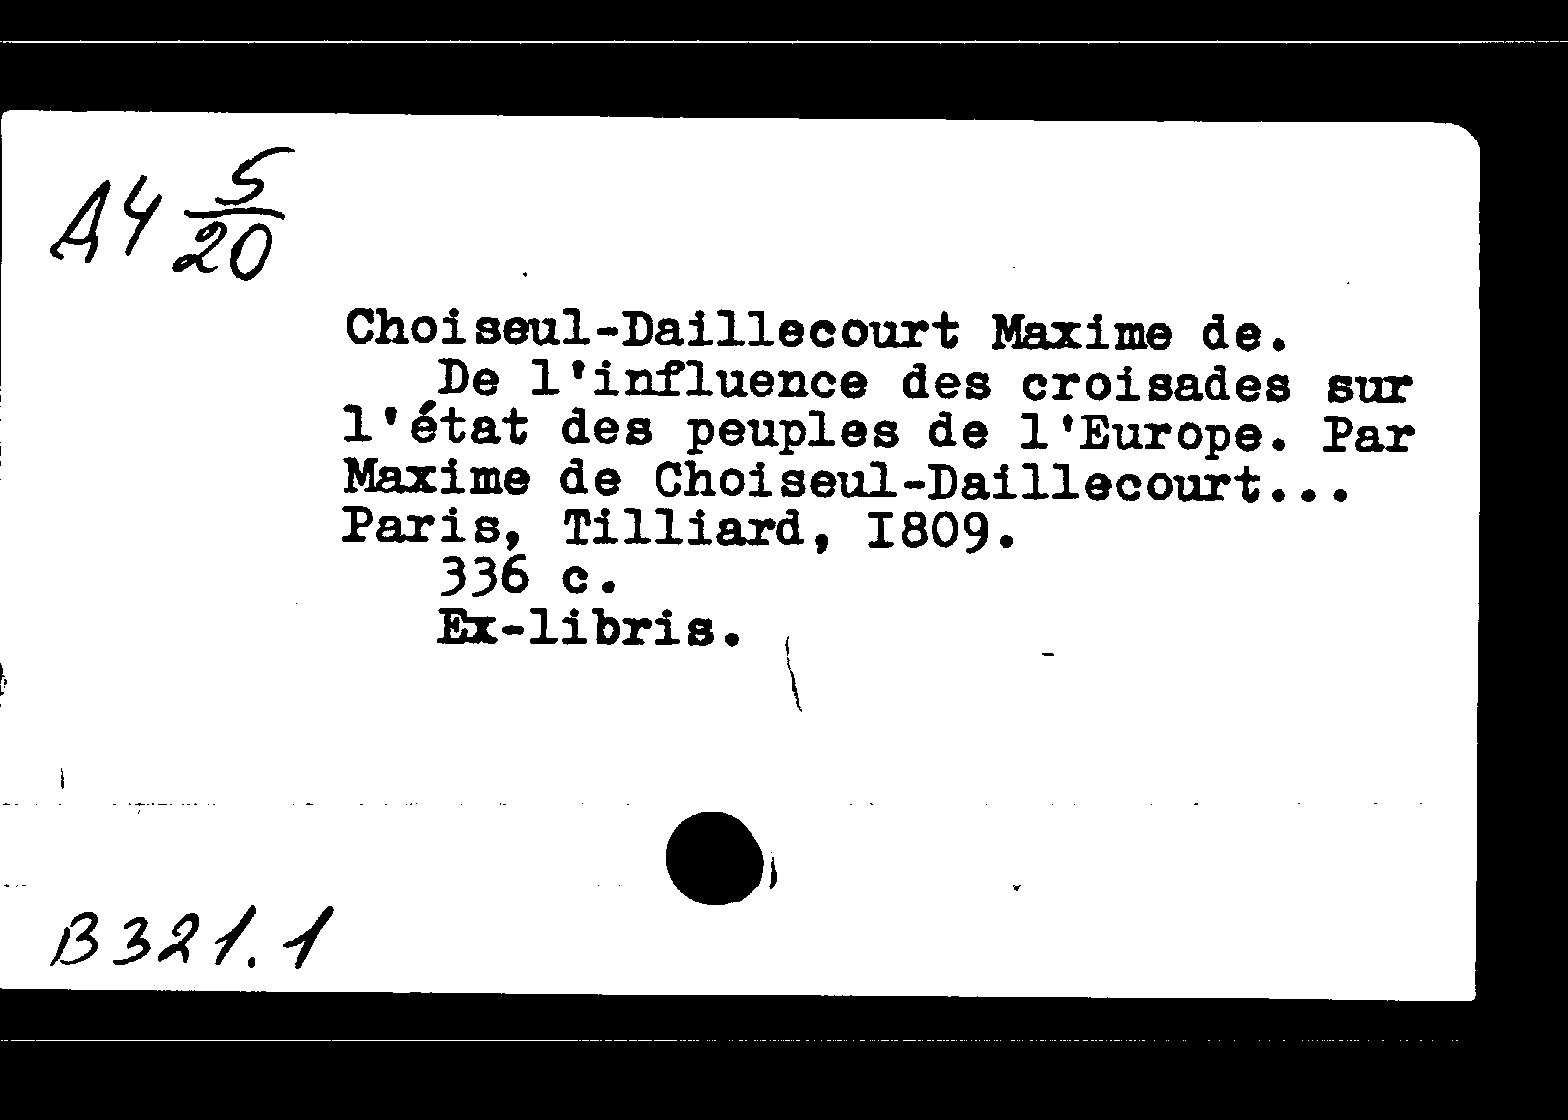 A4 5/20
Choiseul-Daillecourt Maxime de.
De l'influence des croisades sur
l'état des peuples de l'Europe. Par
Maxime de Choiseul-Daillecourt...
Paris, Tilliard, I809.
336 c.
Ex-libris.
B321.1